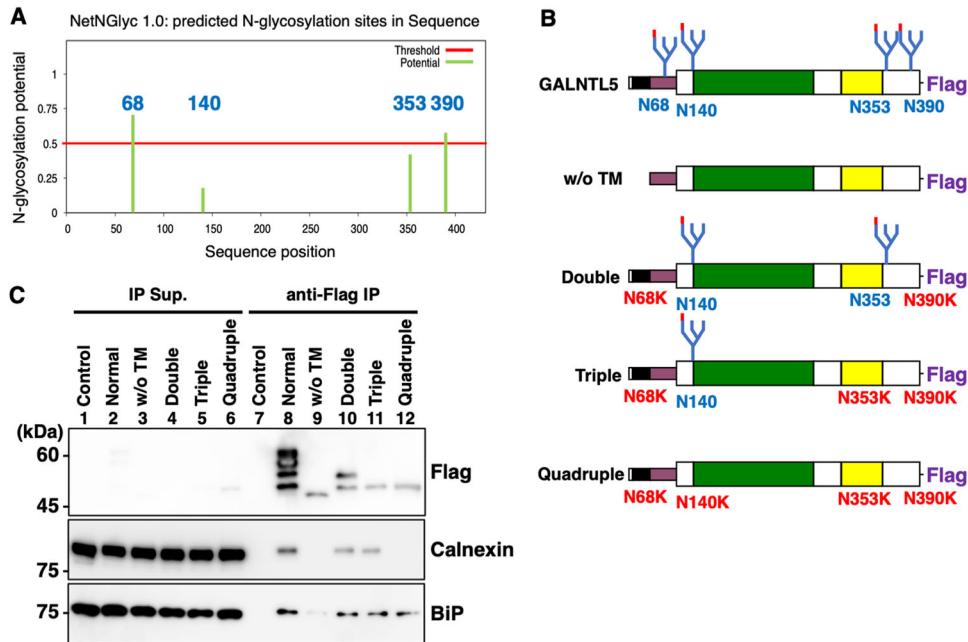 A
NetNGlyc 1.0: predicted N-glycosylation sites in Sequence
N-glycosylation potential
1
0.75
0.5
0.25
0
Threshold
Potential
68 140 353 390
0 50 100 150 200 250 300 350 400
Sequence position
B
GALNTL5 Flag
N68 N140 N353 N390
w/o TM Flag
Double Flag
N68K N140 N353 N390K
Triple Flag
N68K N140 N353K N390K
Quadruple Flag
N68K N140K N353K N390K
C
IP Sup. anti-Flag IP
Control Normal w/o TM Double Triple Quadruple Control Normal w/o TM Double Triple Quadruple
1 2 3 4 5 6 7 8 9 10 11 12
(kDa)
60
Flag
45
Calnexin
75
75
BiP